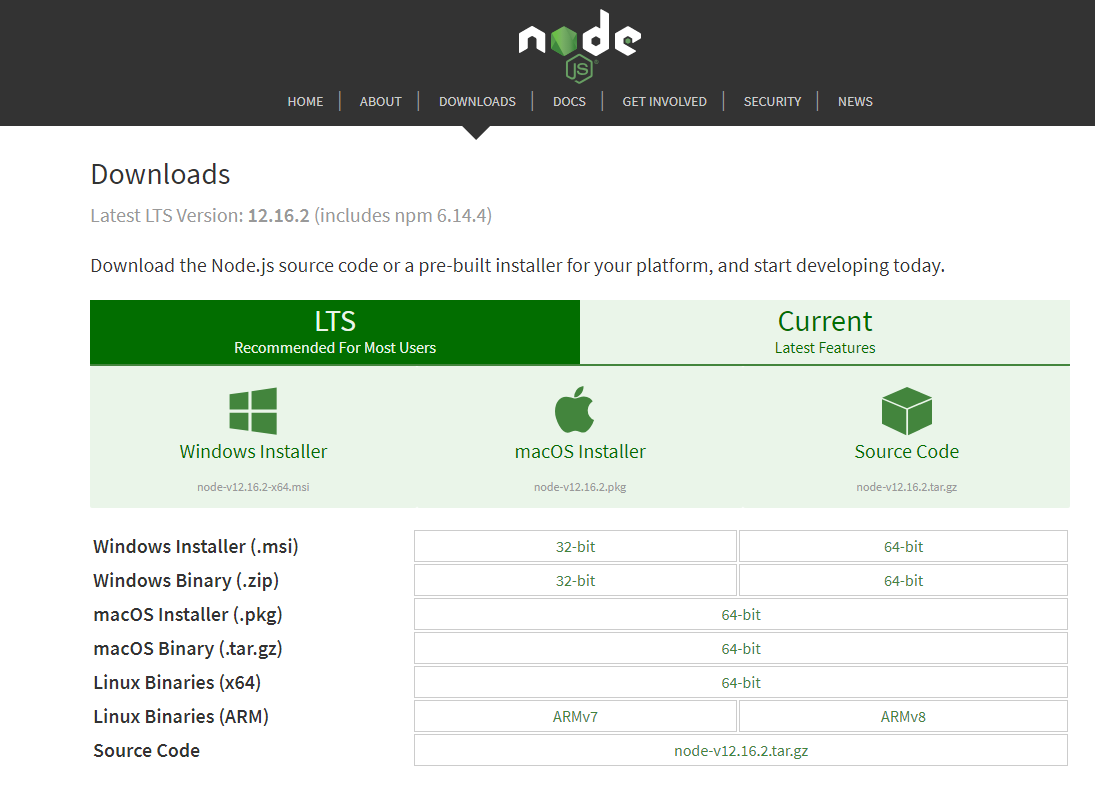 node
JS
HOME ABOUT DOWNLOADS DOCS GET INVOLVED SECURITY NEWS
Downloads
Latest LTS Version: 12.16.2 (includes npm 6.14.4)
Download the Node.js source code or a pre-built installer for your platform, and start developing today.
LTS
Recommended For Most Users
Current
Latest Features
Windows Installer
node-v12.16.2-x64.msi
macOS Installer
node-v12.16.2.pkg
Source Code
node-v12.16.2.tar.gz
Windows Installer (.msi) 32-bit 64-bit
Windows Binary (.zip) 32-bit 64-bit
macOS Installer (.pkg) 64-bit
macOS Binary (.tar.gz) 64-bit
Linux Binaries (x64) 64-bit
Linux Binaries (ARM) ARMv7 ARMv8
Source Code node-v12.16.2.tar.gz